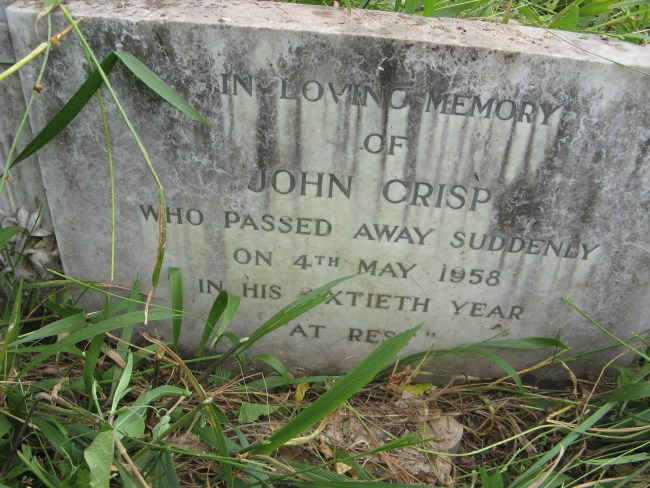 IN LOVING MEMORY
OF
JOHN CRISP
WHO PASSED AWAY SUDDENLY
ON 4TH MAY 1958
IN HIS SIXTIETH YEAR
"AT REST"